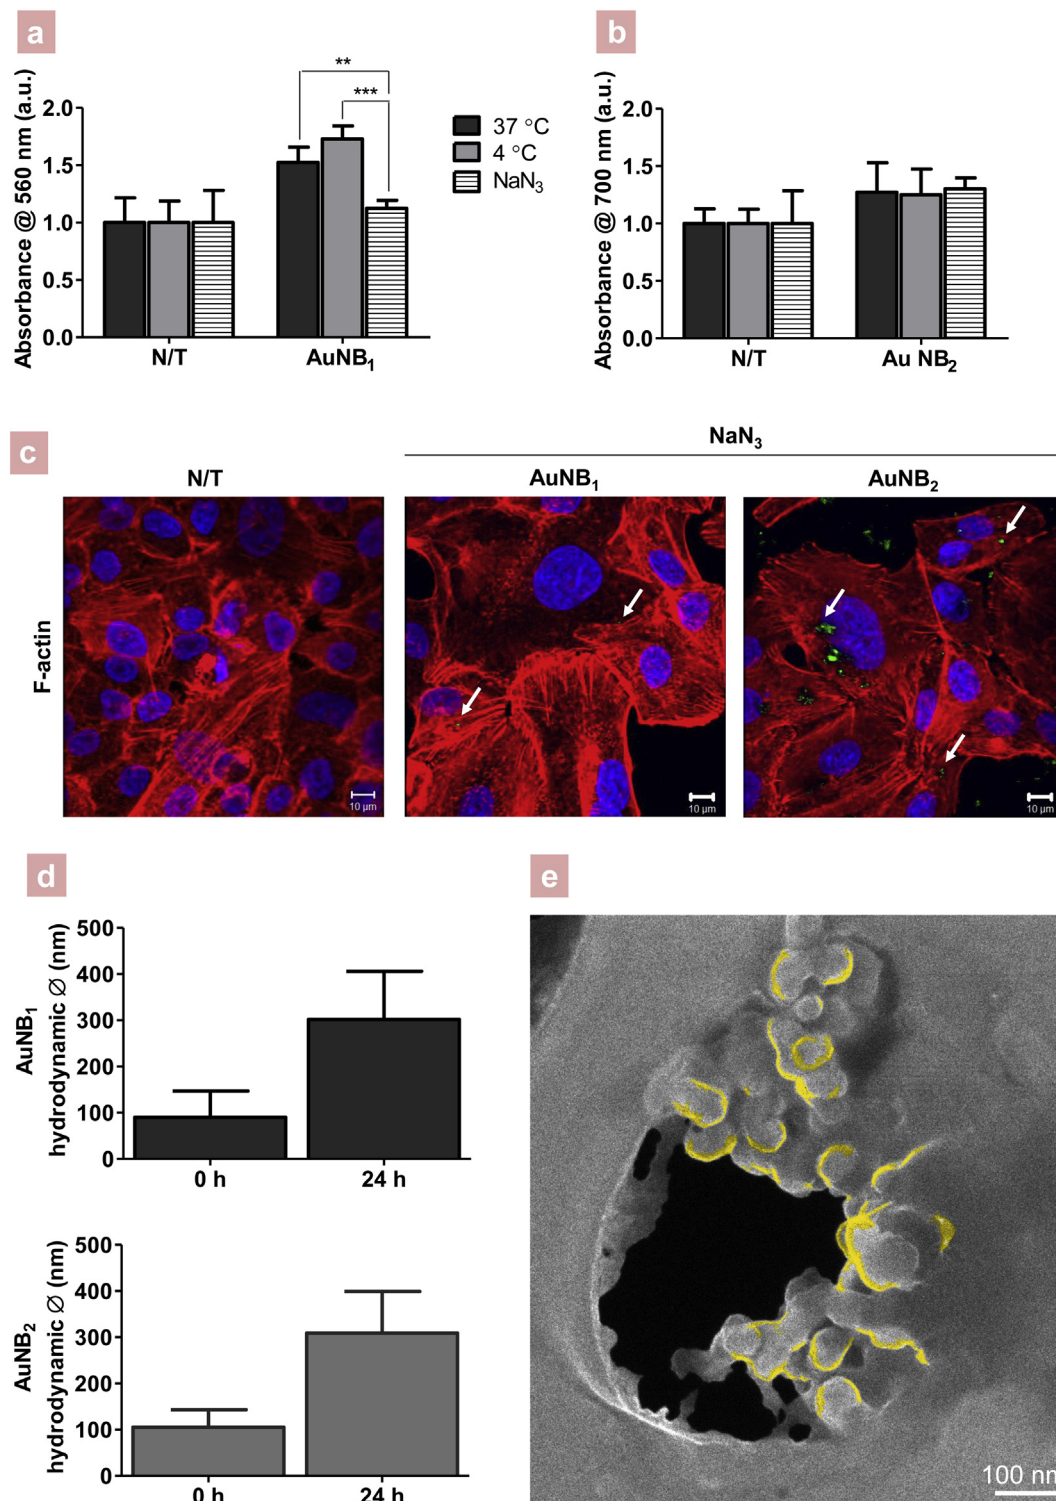 a
b
Absorbance @ 560 nm (a.u.)
2.0
1.5
1.0
0.5
0.0
**
***
N/T
AuNB1
37 °C
4 °C
NaN3
Absorbance @ 700 nm (a.u.)
2.0
1.5
1.0
0.5
0.0
N/T
Au NB2
c
NaN3
N/T
AuNB1
AuNB2
F-actin
10 µm
10 µm
10 µm
d
e
AuNB1
hydrodynamic Ø (nm)
500
400
300
200
100
0
0 h
24 h
AuNB2
hydrodynamic Ø (nm)
500
400
300
200
100
0
0 h
24 h
100 nm